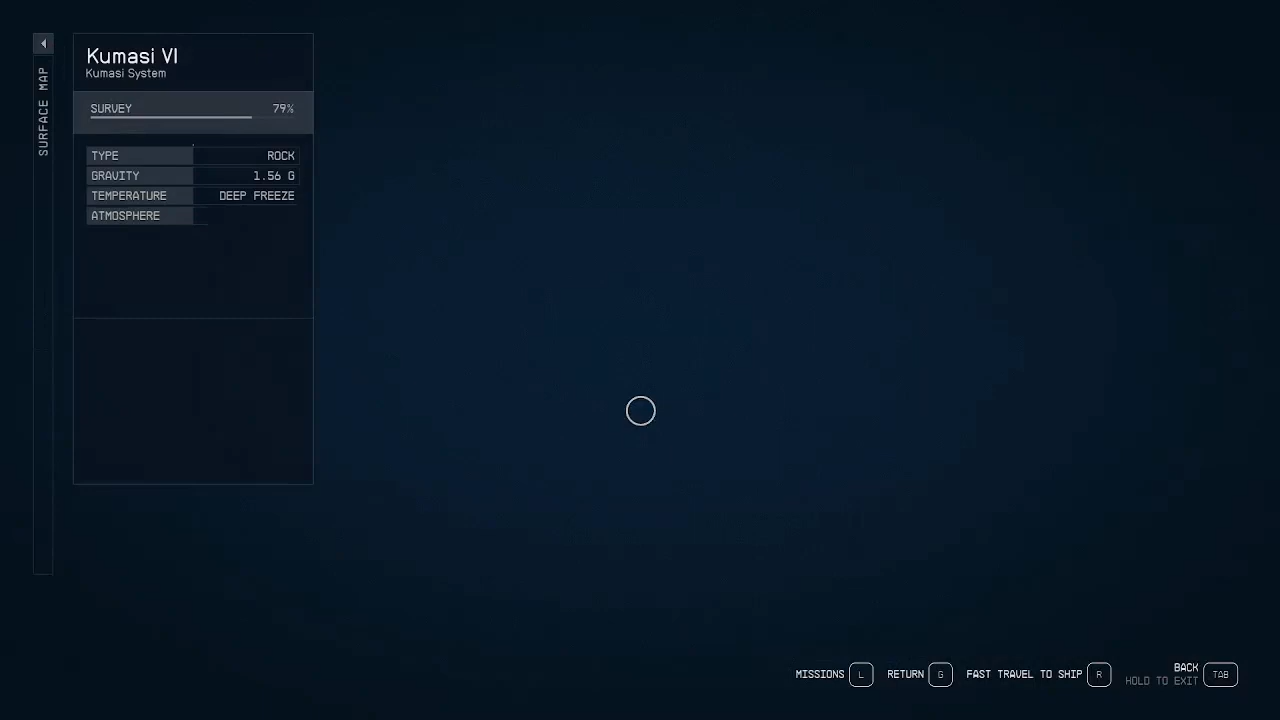 Kumasi VI
Kumasi System
SURFACE MAP
SURVEY 79%
TYPE ROCK
GRAVITY 1.56 G
TEMPERATURE DEEP FREEZE
ATMOSPHERE
MISSIONS L RETURN G FAST TRAVEL TO SHIP R BACK TAB
HOLD TO EXIT